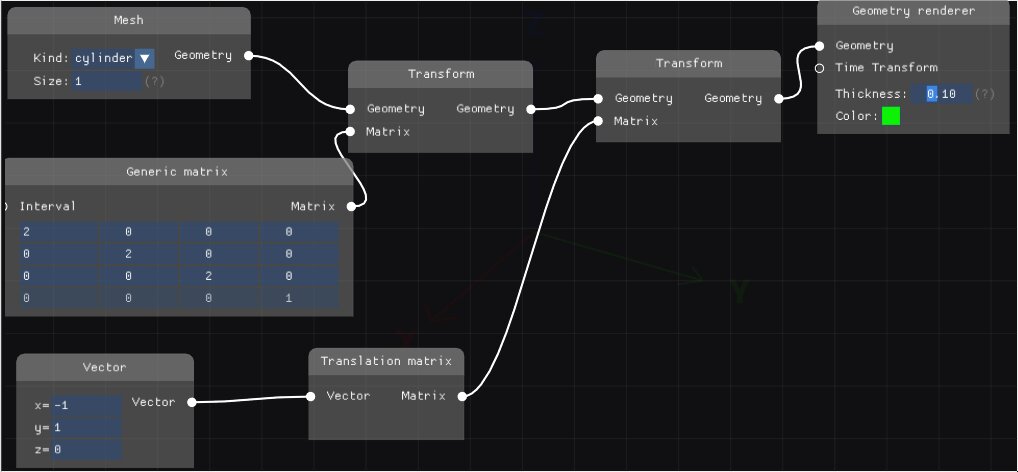 Mesh
Kind: cylinder
Geometry
Size: 1 (?)
Transform
Geometry Geometry
Matrix
Transform
Geometry Geometry
Matrix
Geometry renderer
Geometry
Time Transform
Thickness: 0.10 (?)
Color:
Generic matrix
Interval Matrix
2 0 0 0
0 2 0 0
0 0 2 0
0 0 0 1
Y
Vector
x= -1
Vector
y= 1
z= 0
Translation matrix
Vector Matrix